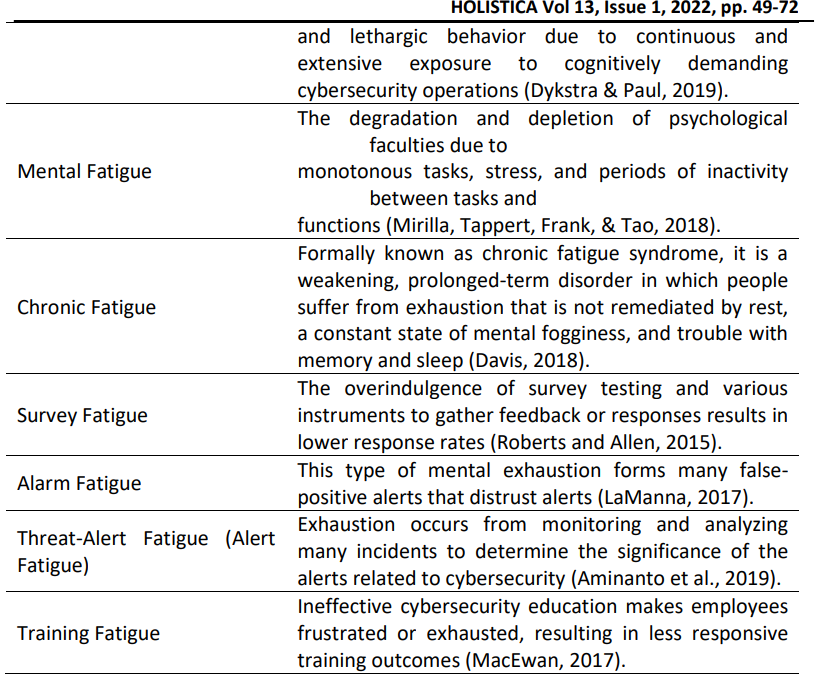 HOLISTICA Vol 13, Issue 1, 2022, pp. 49-72
and lethargic behavior due to continuous and
extensive exposure to cognitively demanding
cybersecurity operations (Dykstra & Paul, 2019).
Mental Fatigue
The degradation and depletion of psychological
faculties due to
monotonous tasks, stress, and periods of inactivity
between tasks and
functions (Mirilla, Tappert, Frank, & Tao, 2018).
Chronic Fatigue
Formally known as chronic fatigue syndrome, it is a
weakening, prolonged-term disorder in which people
suffer from exhaustion that is not remediated by rest,
a constant state of mental fogginess, and trouble with
memory and sleep (Davis, 2018).
Survey Fatigue
The overindulgence of survey testing and various
instruments to gather feedback or responses results in
lower response rates (Roberts and Allen, 2015).
Alarm Fatigue
This type of mental exhaustion forms many false-
positive alerts that distrust alerts (LaManna, 2017).
Threat-Alert Fatigue (Alert
Fatigue)
Exhaustion occurs from monitoring and analyzing
many incidents to determine the significance of the
alerts related to cybersecurity (Aminanto et al., 2019).
Training Fatigue
Ineffective cybersecurity education makes employees
frustrated or exhausted, resulting in less responsive
training outcomes (MacEwan, 2017).